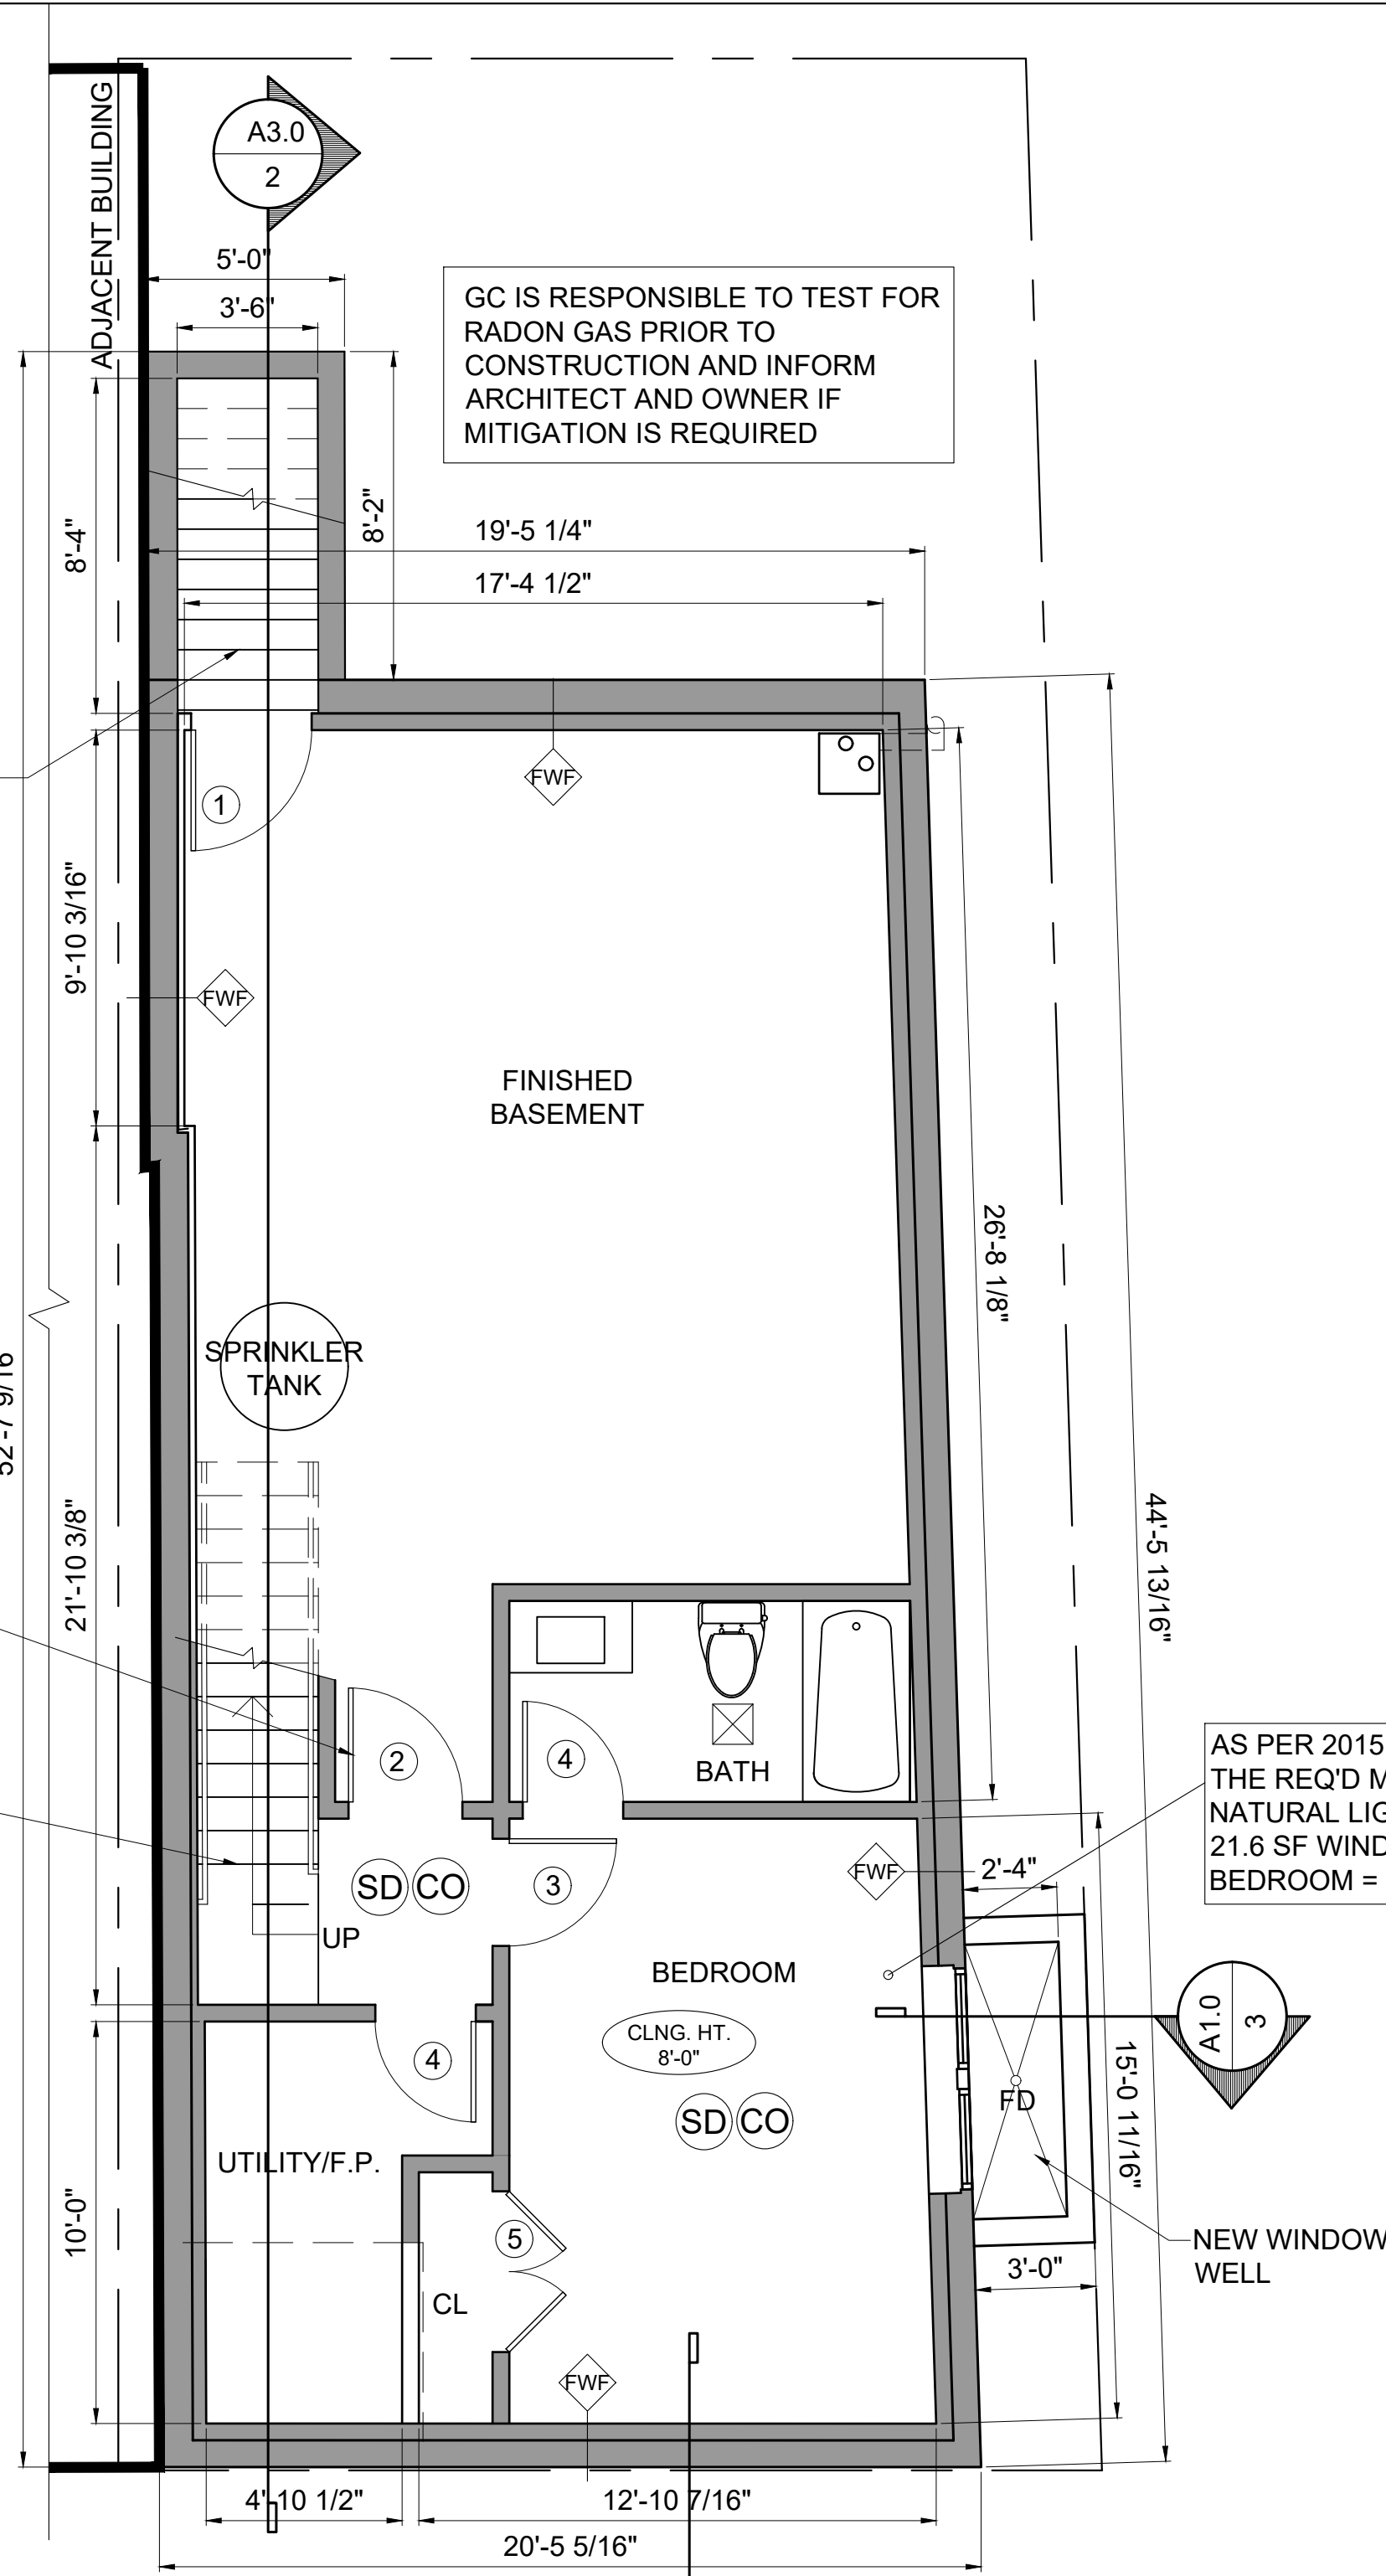 ADJACENT BUILDING
A3.0
2
5'-0"
3'-6"
GC IS RESPONSIBLE TO TEST FOR
RADON GAS PRIOR TO
CONSTRUCTION AND INFORM
ARCHITECT AND OWNER IF
MITIGATION IS REQUIRED
8'-4"
8'-2"
19'-5 1/4"
17'-4 1/2"
FWF
1
9'-10 3/16"
FWF
FINISHED
BASEMENT
26'-8 1/8"
SPRINKLER
TANK
52'-7 9/16
21'-10 3/8"
44'-5 13/16"
2
4
BATH
AS PER 2015
THE REQ'D M
NATURAL LIG
21.6 SF WIND
BEDROOM =
FWF
2'-4"
SD
CO
3
UP
BEDROOM
CLNG. HT.
8'-0"
A1.0
3
4
FD
SD
CO
15'-0 11/16"
UTILITY/F.P.
10'-0"
5
NEW WINDOW
WELL
3'-0"
CL
FWF
4'-10 1/2"
12'-10 7/16"
20'-5 5/16"